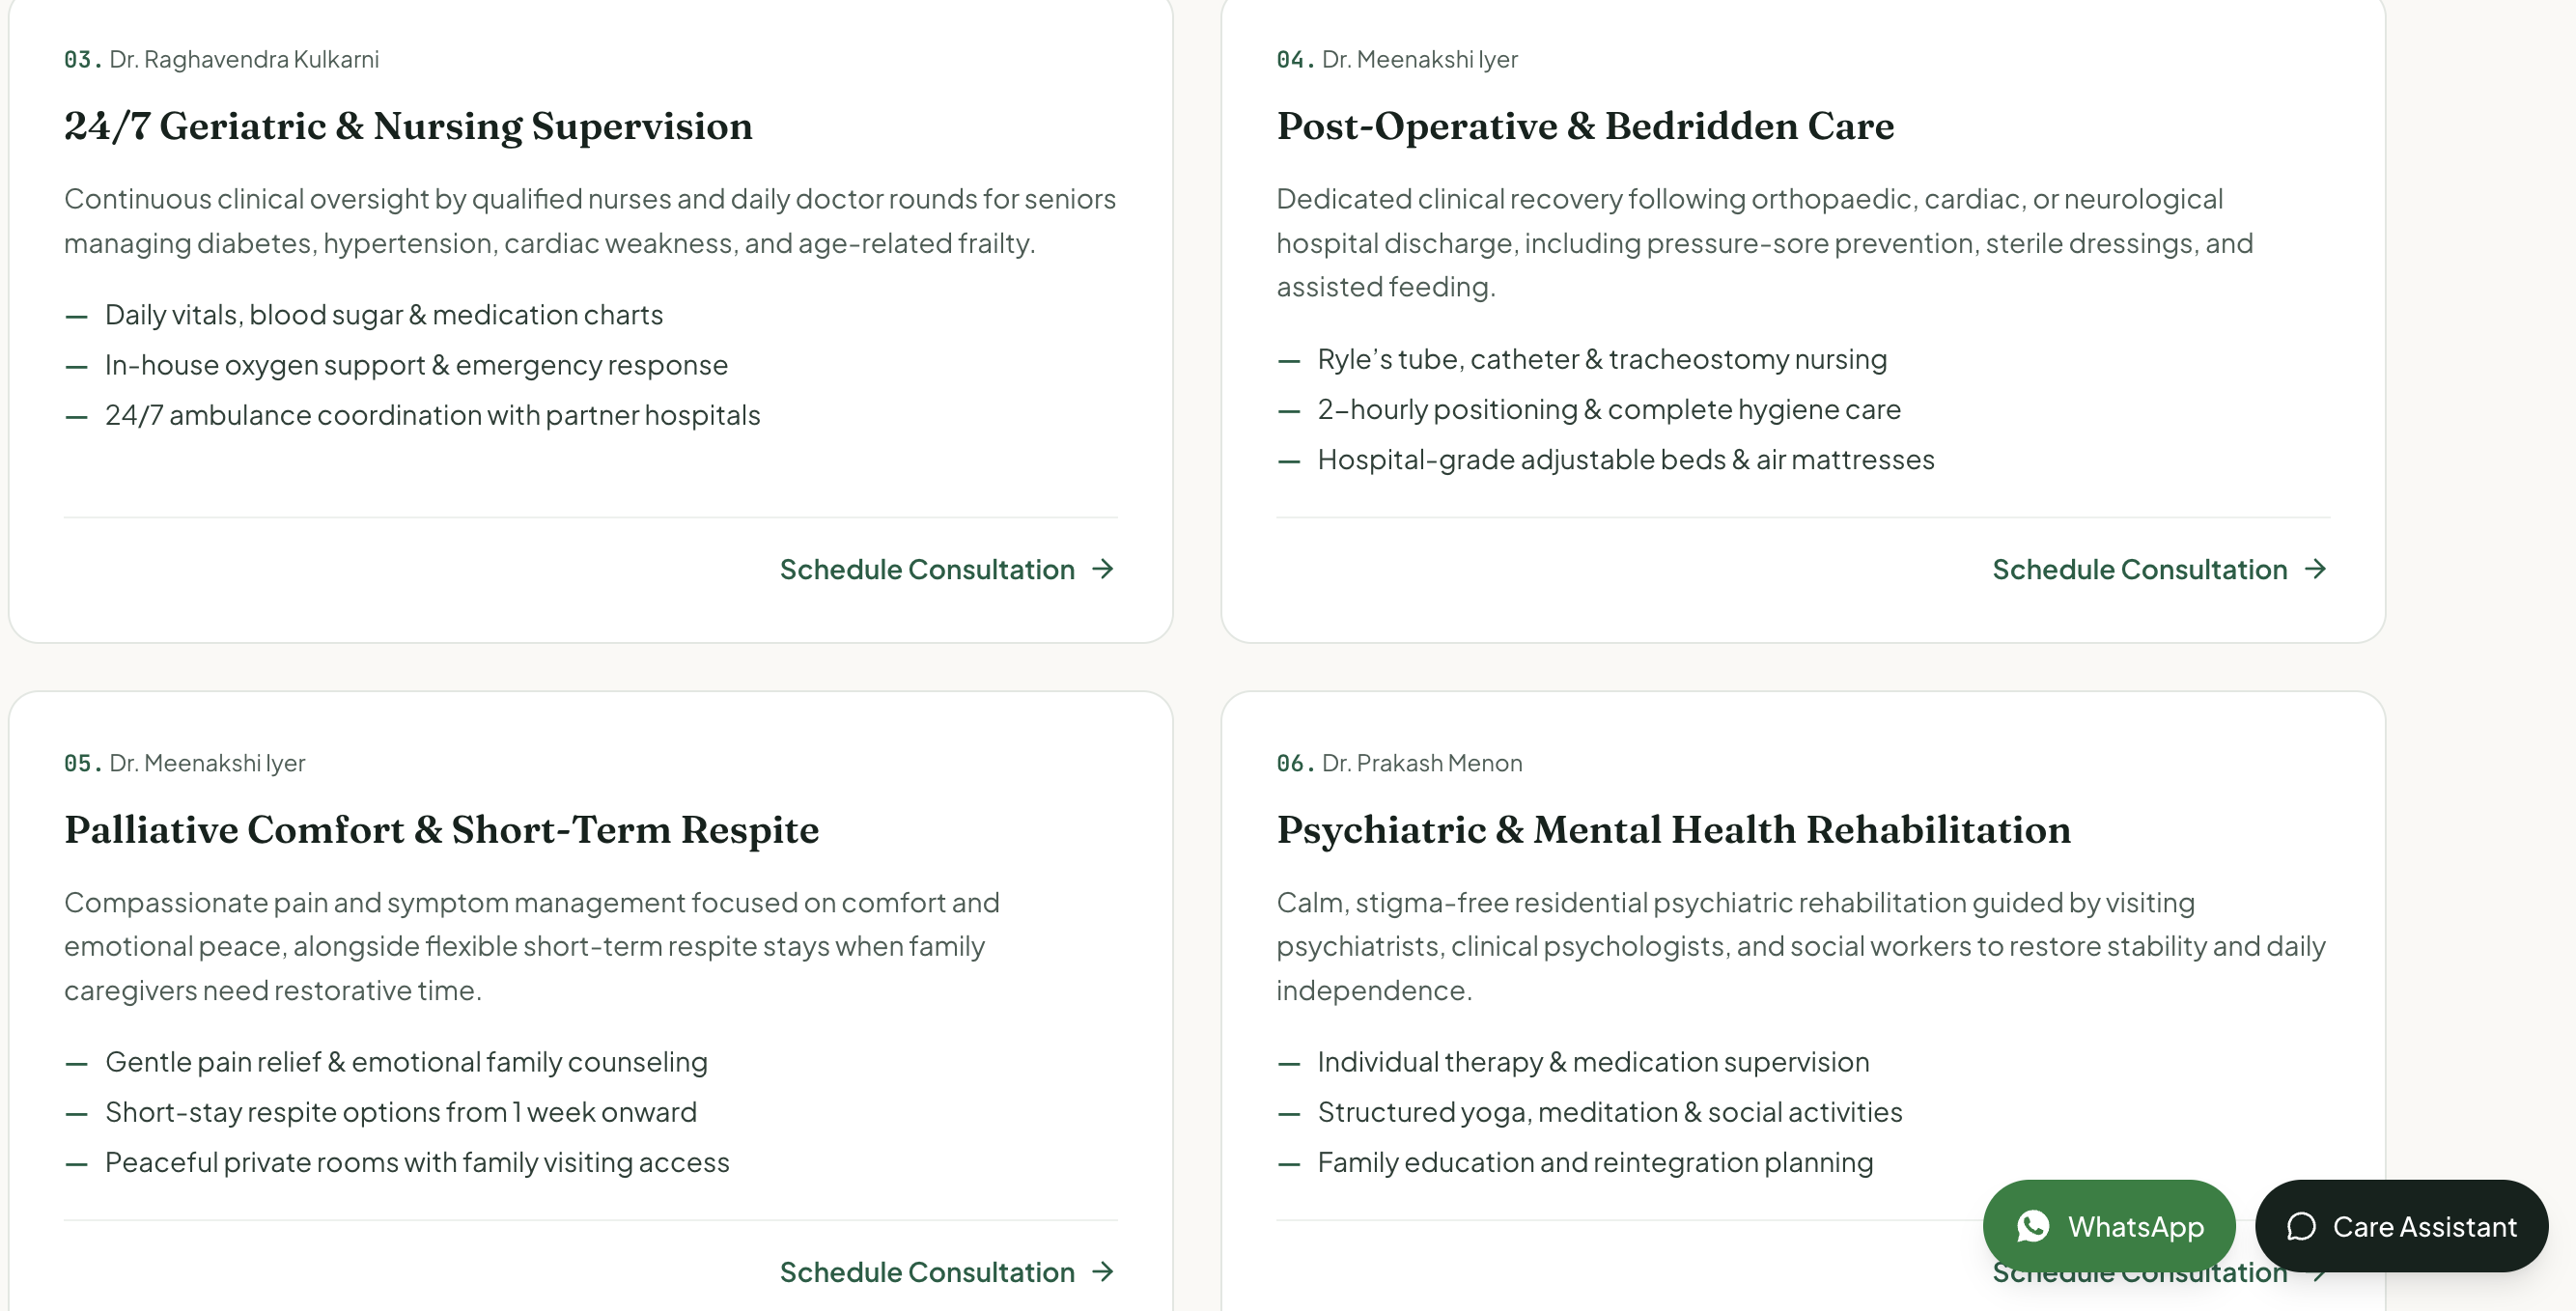 03. Dr. Raghavendra Kulkarni
24/7 Geriatric & Nursing Supervision
Continuous clinical oversight by qualified nurses and daily doctor rounds for seniors
managing diabetes, hypertension, cardiac weakness, and age-related frailty.
— Daily vitals, blood sugar & medication charts
— In-house oxygen support & emergency response
— 24/7 ambulance coordination with partner hospitals
Schedule Consultation →
04. Dr. Meenakshi Iyer
Post-Operative & Bedridden Care
Dedicated clinical recovery following orthopaedic, cardiac, or neurological
hospital discharge, including pressure-sore prevention, sterile dressings, and
assisted feeding.
— Ryle’s tube, catheter & tracheostomy nursing
— 2–hourly positioning & complete hygiene care
— Hospital-grade adjustable beds & air mattresses
Schedule Consultation →
05. Dr. Meenakshi Iyer
Palliative Comfort & Short-Term Respite
Compassionate pain and symptom management focused on comfort and
emotional peace, alongside flexible short-term respite stays when family
caregivers need restorative time.
— Gentle pain relief & emotional family counseling
— Short-stay respite options from 1 week onward
— Peaceful private rooms with family visiting access
Schedule Consultation →
06. Dr. Prakash Menon
Psychiatric & Mental Health Rehabilitation
Calm, stigma-free residential psychiatric rehabilitation guided by visiting
psychiatrists, clinical psychologists, and social workers to restore stability and daily
independence.
— Individual therapy & medication supervision
— Structured yoga, meditation & social activities
— Family education and reintegration planning
Schedule Consultation →
WhatsApp
Care Assistant